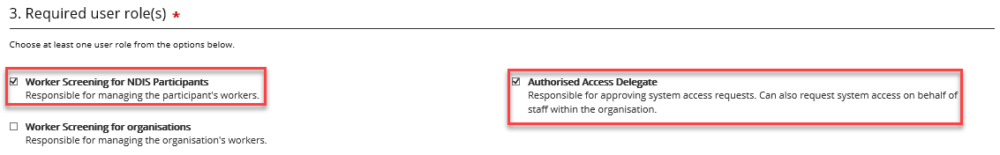 3. Required user role(s) *
Choose at least one user role from the options below.
Worker Screening for NDIS Participants
Responsible for managing the participant's workers.
Authorised Access Delegate
Responsible for approving system access requests. Can also request system access on behalf of
staff within the organisation.
Worker Screening for organisations
Responsible for managing the organisation's workers.